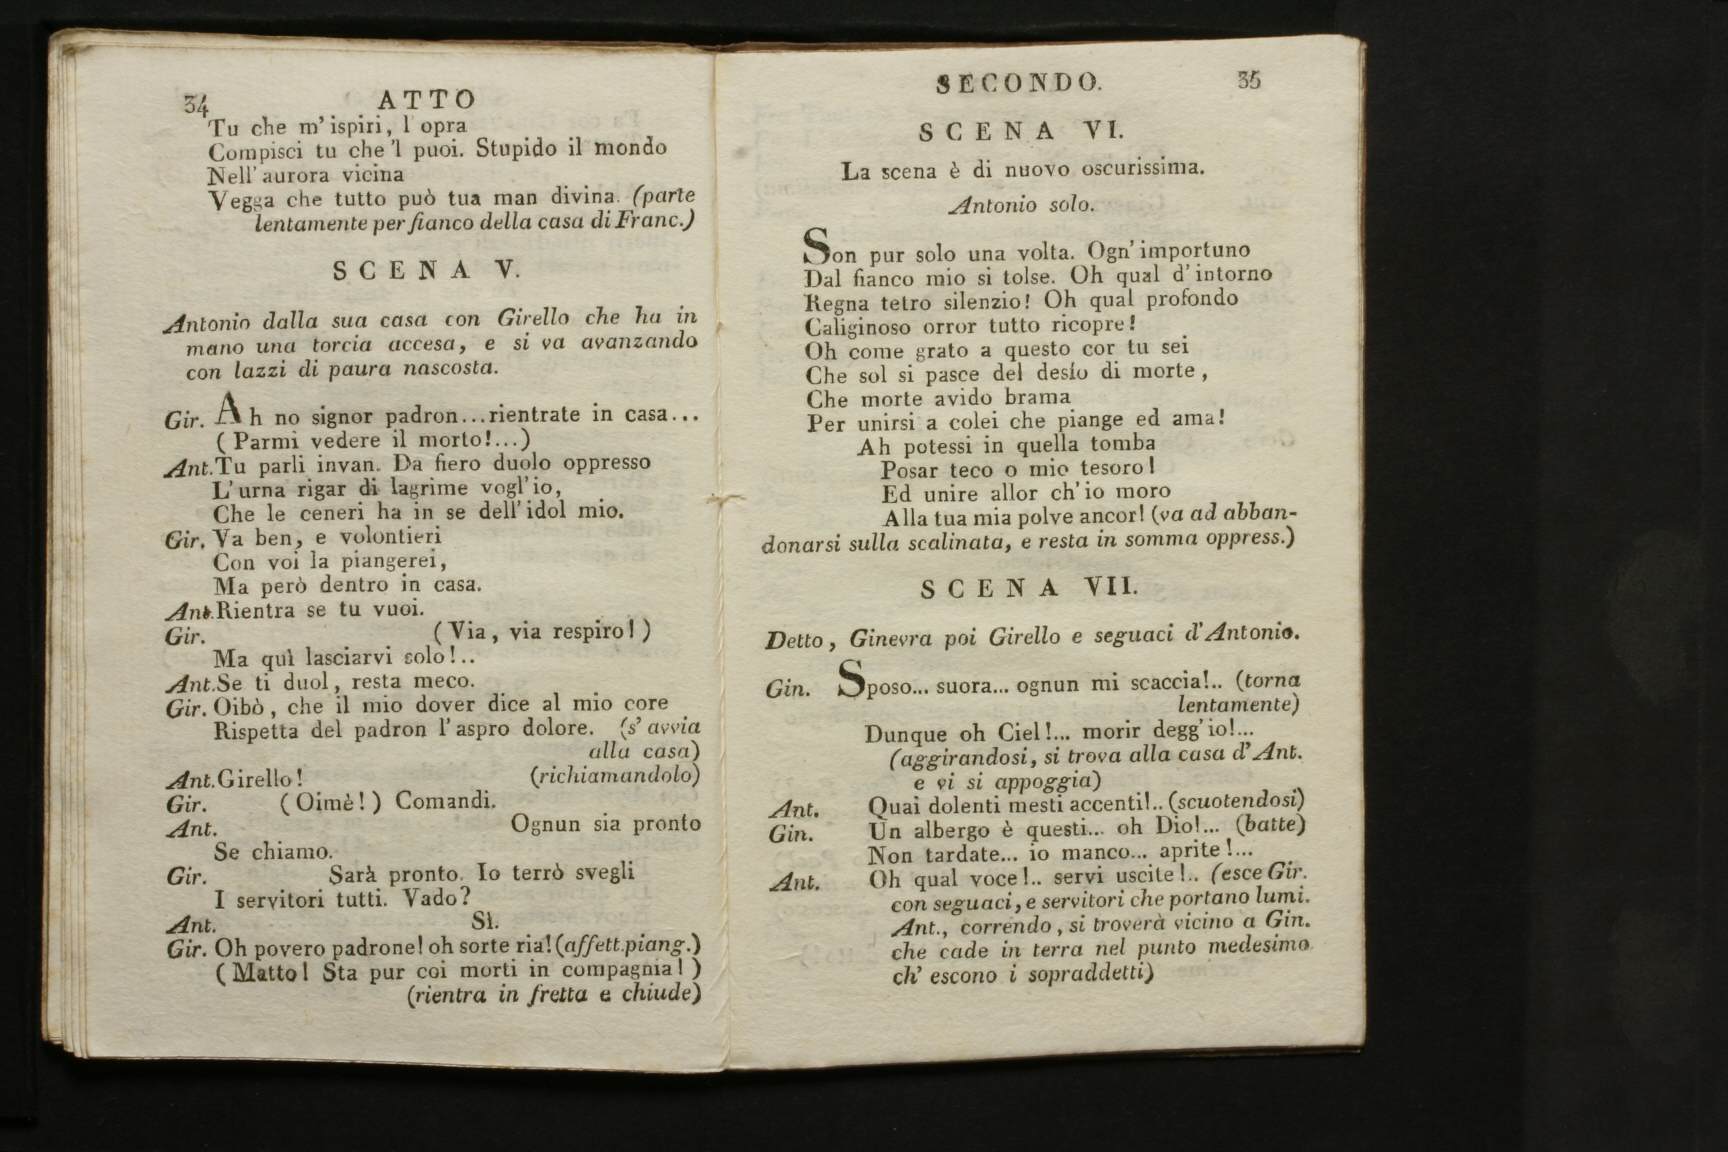 34
ATTO
Tu che m'ispiri, l opra
Compisci tu che 'l puoi. Stupido il mondo
Nell'aurora vicina
Vegga che tutto può tua man divina. (parte
lentamente per fianco della casa di Franc.)
SCENA V.
Antonio dalla sua casa con Girello che ha in
mano una torcia accesa, e si va avanzando
con lazzi di paura nascosta.
Gir. Ah no signor padron...rientrate in casa...
(Parmi vedere il morto!...)
Ant. Tu parli invan. Da fiero duolo oppresso
L'urna rigar di lagrime vogl'io,
Che le ceneri ha in se dell'idol mio.
Gir. Va ben, e volontieri
Con voi la piangerei,
Ma però dentro in casa.
Ant. Rientra se tu vuoi.
Gir. (Via, via respiro!)
Ma quì lasciarvi solo!..
Ant. Se ti duol, resta meco.
Gir. Oibò, che il mio dover dice al mio core
Rispetta del padron l'aspro dolore. (s'avvia
alla casa)
Ant. Girello! (richiamandolo)
Gir. (Oimè!) Comandi.
Ant. Ognun sia pronto
Se chiamo.
Gir. Sarà pronto. Io terrò svegli
I servitori tutti. Vado?
Ant. Sì.
Gir. Oh povero padrone! oh sorte ria! (affett.piang.)
(Matto! Sta pur coi morti in compagnia!)
(rientra in fretta e chiude)
SECONDO.
35
SCENA VI.
La scena è di nuovo oscurissima.
Antonio solo.
Son pur solo una volta. Ogn'importuno
Dal fianco mio si tolse. Oh qual d'intorno
Regna tetro silenzio! Oh qual profondo
Caliginoso orror tutto ricopre!
Oh come grato a questo cor tu sei
Che sol si pasce del desío di morte,
Che morte avido brama
Per unirsi a colei che piange ed ama!
Ah potessi in quella tomba
Posar teco o mio tesoro!
Ed unire allor ch'io moro
Alla tua mia polve ancor! (va ad abban-
donarsi sulla scalinata, e resta in somma oppress.)
SCENA VII.
Detto, Ginevra poi Girello e seguaci d'Antonio.
Gin. Sposo... suora... ognun mi scaccia!.. (torna
lentamente)
Dunque oh Ciel!... morir degg'io!...
(aggirandosi, si trova alla casa d'Ant.
e vi si appoggia)
Ant. Quai dolenti mesti accenti!.. (scuotendosi)
Gin. Un albergo è questi... oh Dio!... (batte)
Non tardate... io manco... aprite!...
Ant. Oh qual voce!.. servi uscite!.. (esce Gir.
con seguaci, e servitori che portano lumi.
Ant., correndo, si troverà vicino a Gin.
che cade in terra nel punto medesimo
ch'escono i sopraddetti)